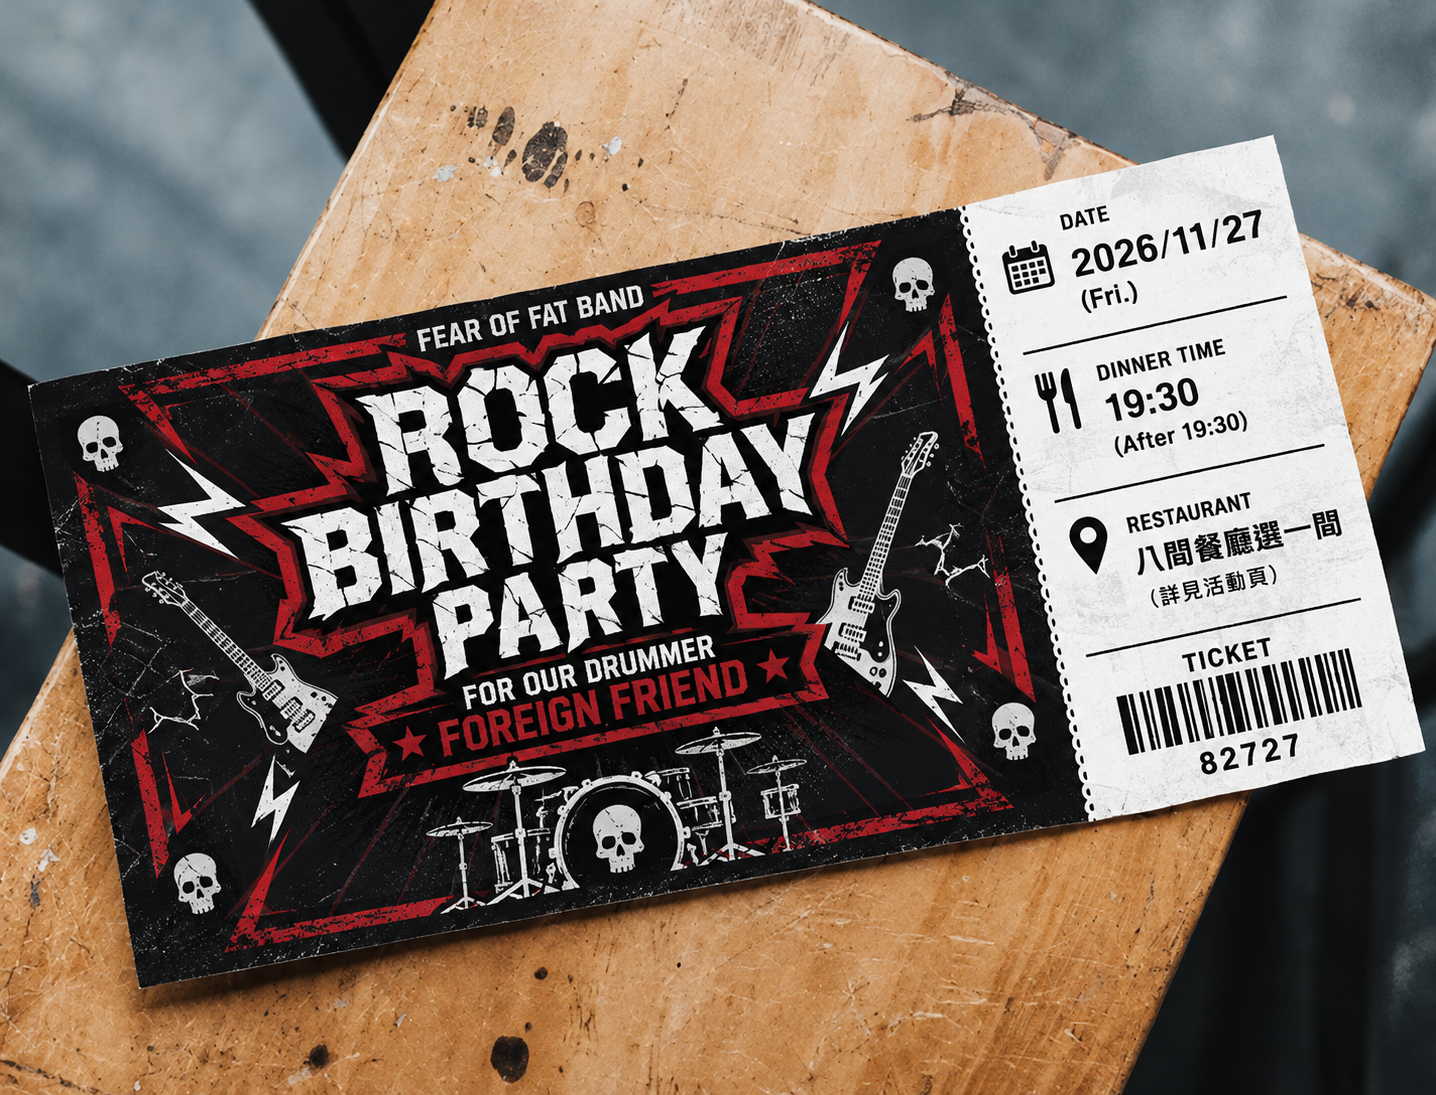 FEAR OF FAT BAND
ROCK
BIRTHDAY
PARTY
FOR OUR DRUMMER
FOREIGN FRIEND
DATE
2026/11/27
(Fri.)
DINNER TIME
19:30
(After 19:30)
RESTAURANT
八間餐廳選一間
(詳見活動頁)
TICKET
82727